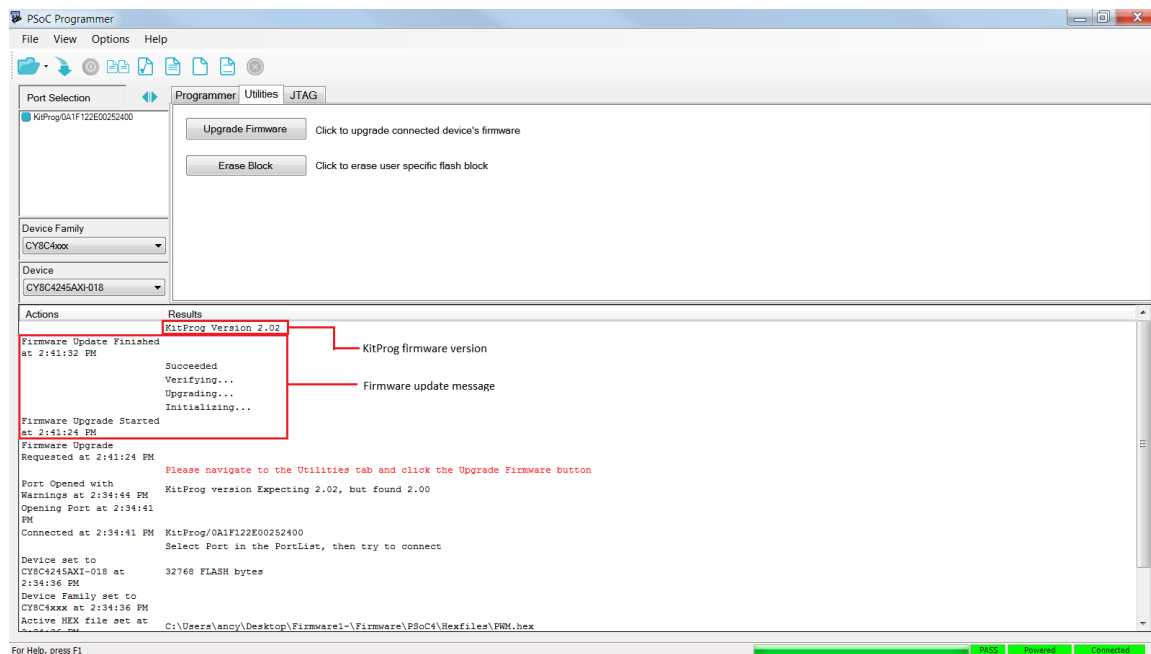 PSoC Programmer
File View Options Help
Port Selection
Programmer Utilities JTAG
KitProg/0A1F122E00252400
Upgrade Firmware Click to upgrade connected device's firmware
Erase Block Click to erase user specific flash block
Device Family
CY8C4xxx
Device
CY8C4245AXI-018
Actions Results
KitProg Version 2.02
KitProg firmware version
Firmware Update Finished
at 2:41:32 PM
Succeeded
Verifying...
Firmware update message
Upgrading...
Initializing...
Firmware Upgrade Started
at 2:41:24 PM
Firmware Upgrade
Requested at 2:41:24 PM
Please navigate to the Utilities tab and click the Upgrade Firmware button
Port Opened with
Warnings at 2:34:44 PM
KitProg version Expecting 2.02, but found 2.00
Opening Port at 2:34:41
PM
Connected at 2:34:41 PM KitProg/0A1F122E00252400
Select Port in the PortList, then try to connect
Device set to
CY8C4245AXI-018 at
2:34:36 PM
32768 FLASH bytes
Device Family set to
CY8C4xxx at 2:34:36 PM
Active HEX file set at
C:\Users\ancy\Desktop\Firmware1~\Firmware\PSoC4\Hexfiles\PWM.hex
For Help, press F1
PASS Powered Connected